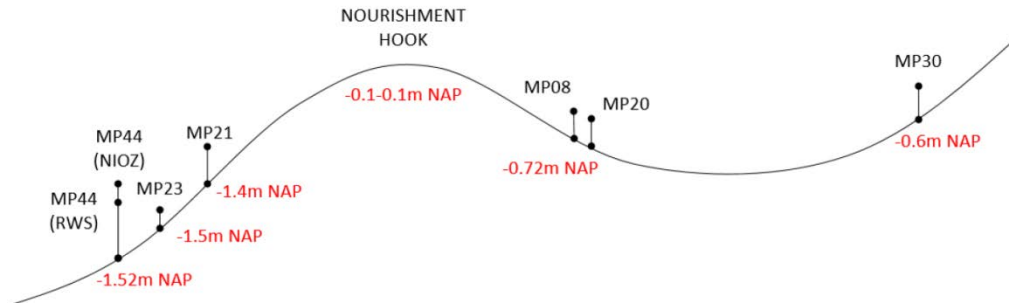 NOURISHMENT
HOOK
-0.1-0.1m NAP
MP08
MP20
-0.72m NAP
MP30
-0.6m NAP
MP44
(NIOZ)
MP21
MP23
-1.4m NAP
MP44
(RWS)
-1.5m NAP
-1.52m NAP